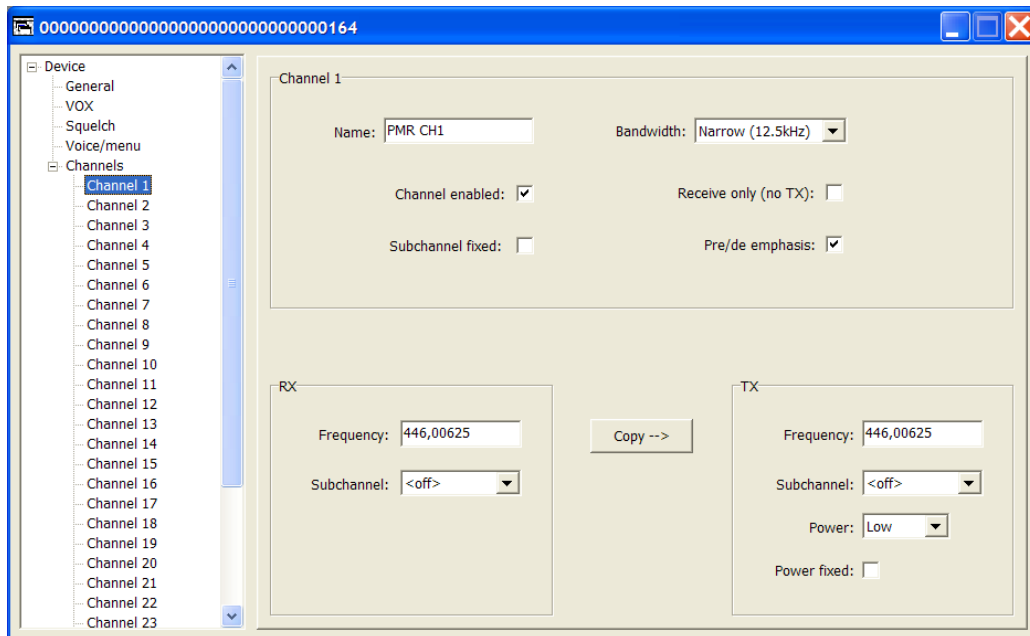 00000000000000000000000000000164
Device
General
VOX
Squelch
Voice/menu
Channels
Channel 1
Channel 2
Channel 3
Channel 4
Channel 5
Channel 6
Channel 7
Channel 8
Channel 9
Channel 10
Channel 11
Channel 12
Channel 13
Channel 14
Channel 15
Channel 16
Channel 17
Channel 18
Channel 19
Channel 20
Channel 21
Channel 22
Channel 23
Channel 1
Name: PMR CH1 Bandwidth: Narrow (12.5kHz)
Channel enabled: Receive only (no TX):
Subchannel fixed: Pre/de emphasis:
RX
Frequency: 446,00625
Subchannel: <off>
Copy -->
TX
Frequency: 446,00625
Subchannel: <off>
Power: Low
Power fixed: